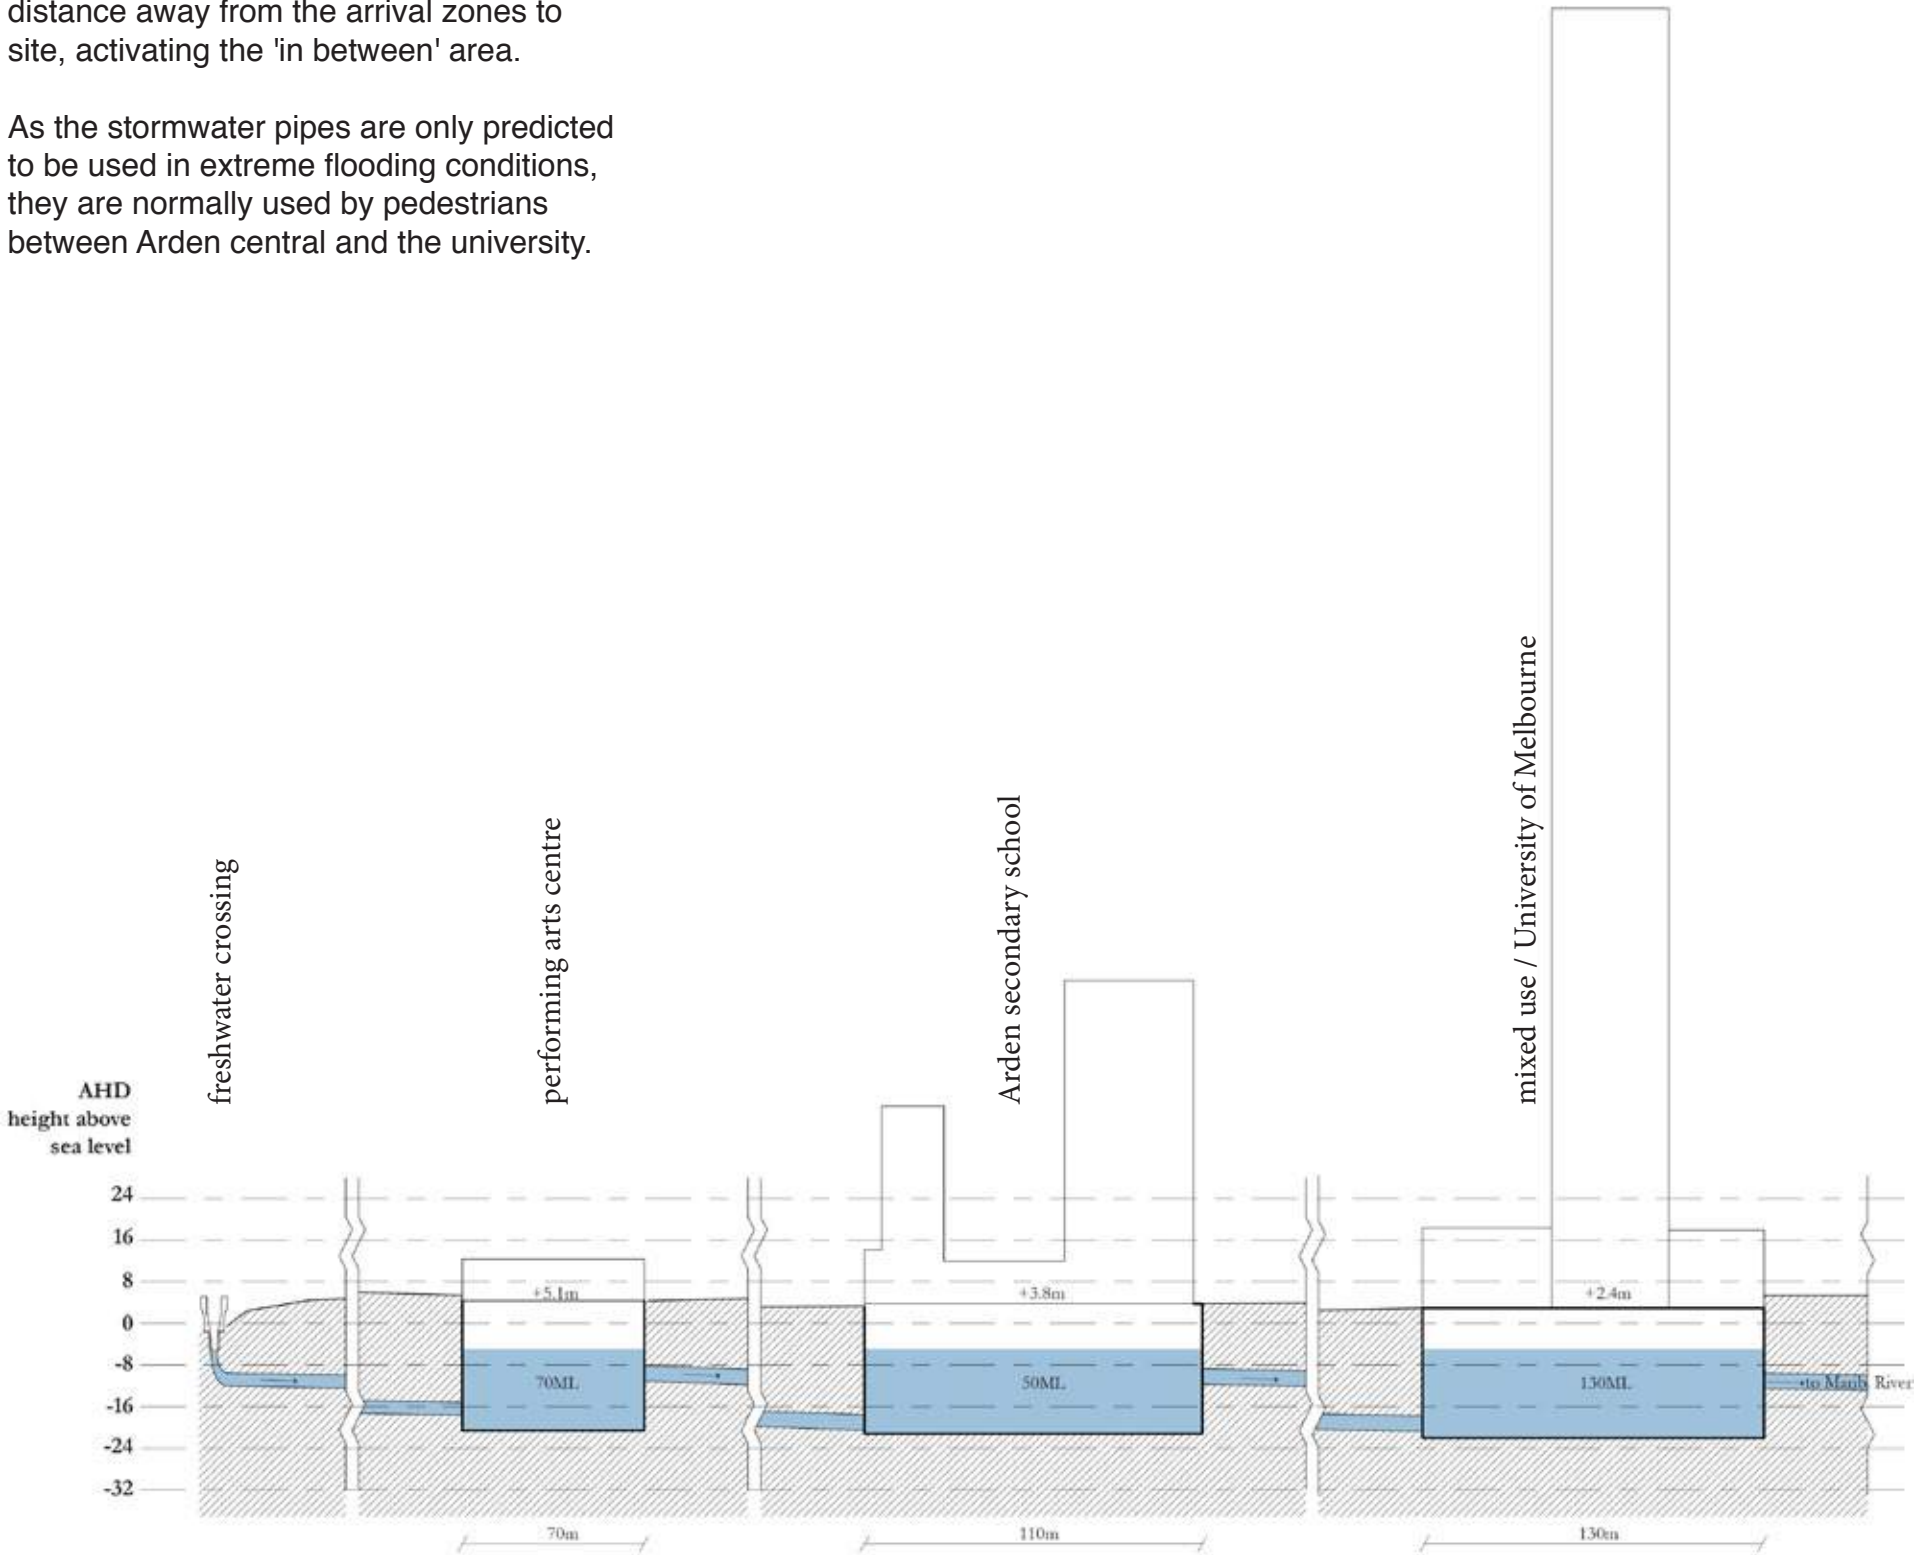 distance away from the arrival zones to
site, activating the 'in between' area.
As the stormwater pipes are only predicted
to be used in extreme flooding conditions,
they are normally used by pedestrians
between Arden central and the university.
freshwater crossing
performing arts centre
Arden secondary school
mixed use / University of Melbourne
AHD
height above
sea level
24
16
8
0
-8
-16
-24
-32
+5.1m
+3.8m
+2.4m
70ML
50ML
130ML
to Marib. River
70m
110m
130m